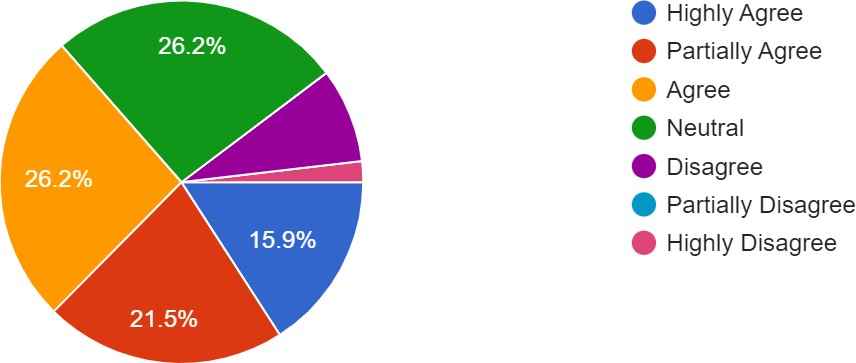 26.2%
26.2%
15.9%
21.5%
Highly Agree
Partially Agree
Agree
Neutral
Disagree
Partially Disagree
Highly Disagree